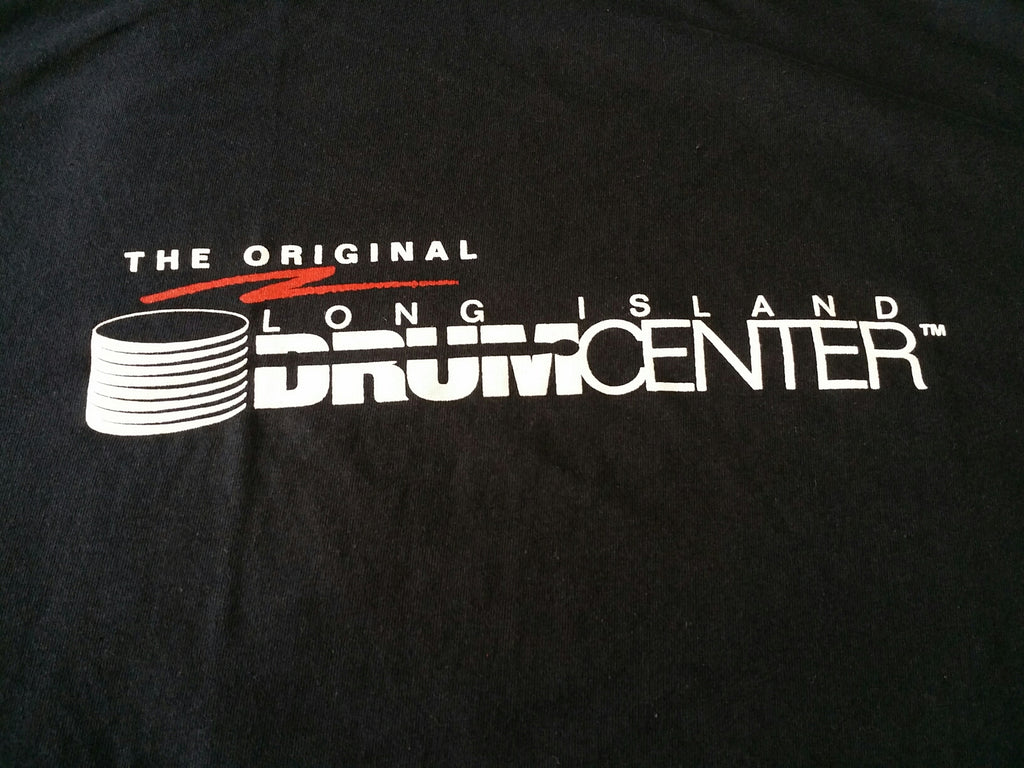 THE ORIGINAL
LONG ISLAND
DRUMCENTER™